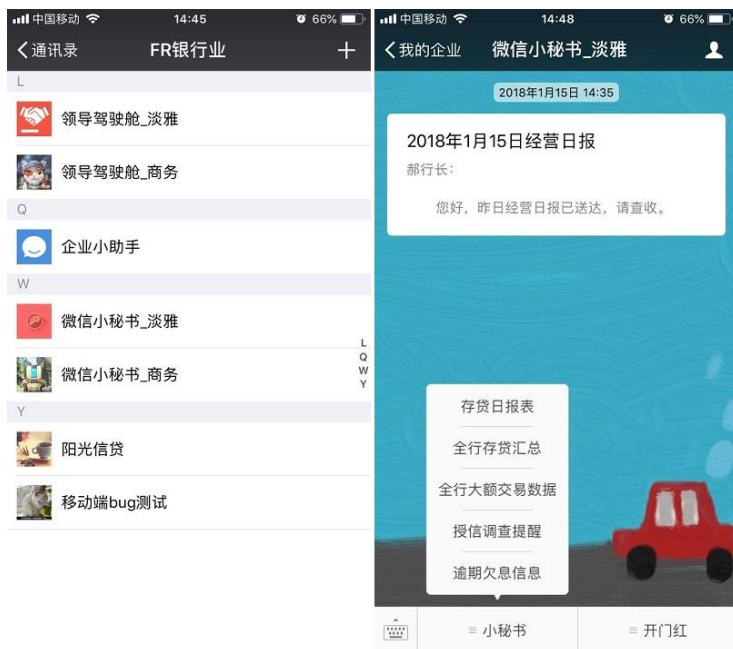 中国移动
14:45
66%
通讯录
FR银行业
L
领导驾驶舱_淡雅
领导驾驶舱_商务
Q
企业小助手
W
微信小秘书_淡雅
微信小秘书_商务
Y
阳光信贷
移动端bug测试
L
Q
W
Y
中国移动
14:48
66%
我的企业
微信小秘书_淡雅
2018年1月15日 14:35
2018年1月15日经营日报
郝行长:
您好，昨日经营日报已送达，请查收。
存贷日报表
全行存贷汇总
全行大额交易数据
授信调查提醒
逾期欠息信息
小秘书
开门红